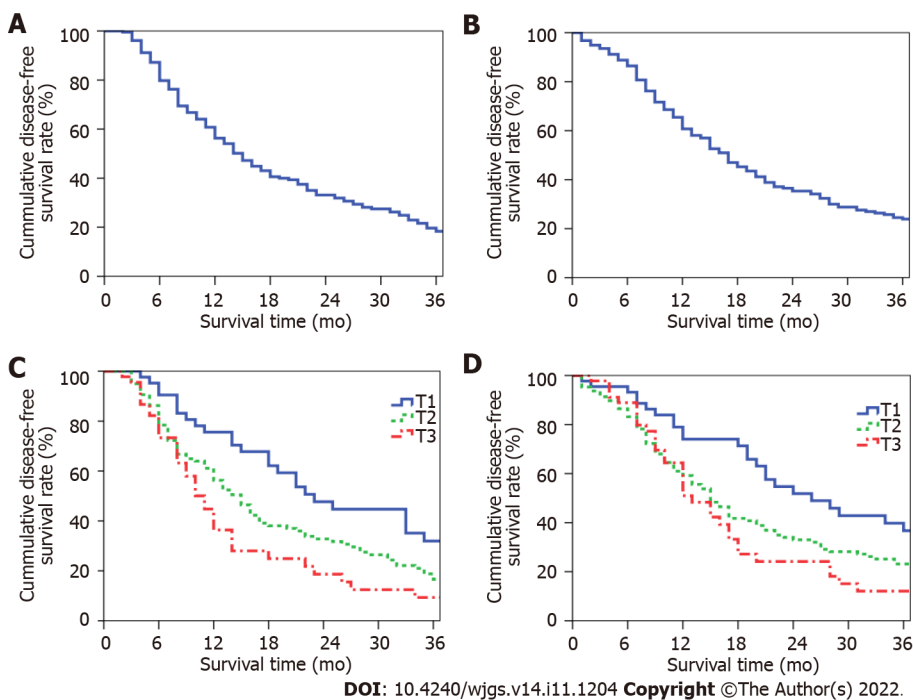 A
Cummulative disease-free
survival rate (%)
100
80
60
40
20
0
0 6 12 18 24 30 36
Survival time (mo)
B
Cummulative disease-free
survival rate (%)
100
80
60
40
20
0
0 6 12 18 24 30 36
Survival time (mo)
C
Cummulative disease-free
survival rate (%)
100
80
60
40
20
0
T1
T2
T3
0 6 12 18 24 30 36
Survival time (mo)
D
Cummulative disease-free
survival rate (%)
100
80
60
40
20
0
T1
T2
T3
0 6 12 18 24 30 36
Survival time (mo)
DOI: 10.4240/wjgs.v14.i11.1204 Copyright ©The Author(s) 2022.